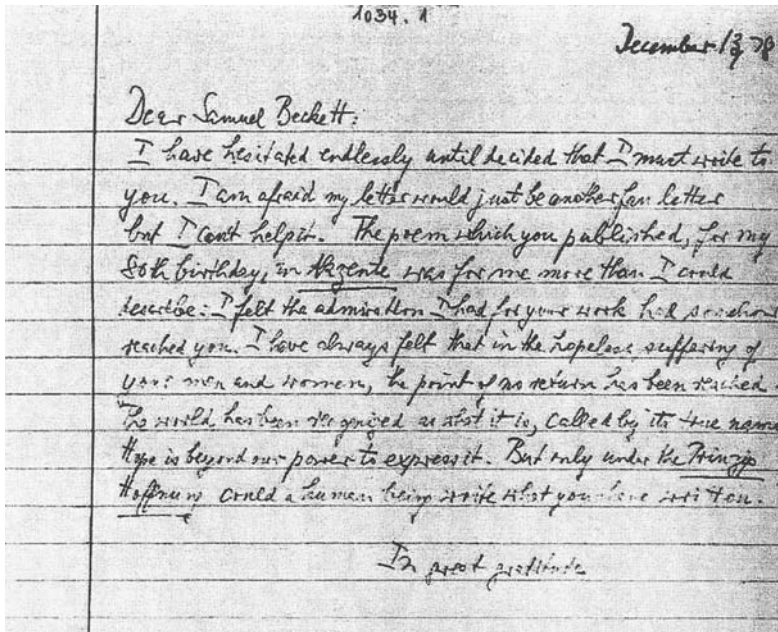 1034. 1
December 13, 78
Dear Samuel Beckett:
I have hesitated endlessly until decided that I must write to
you. I am afraid my letter would just be another fan letter
but I can't help it. The poem which you published, for my
80th birthday, in Akzente was for me more than I could
describe: I felt the admiration I had for your work had somehow
reached you. I have always felt that in the hopeless suffering of
your men and women, the point of no return has been reached
The world has been recognized as what it is, called by its true name
Hope is beyond our power to express it. But only under the Prinzip
Hoffnung could a human being write what you have written.
In great gratitude